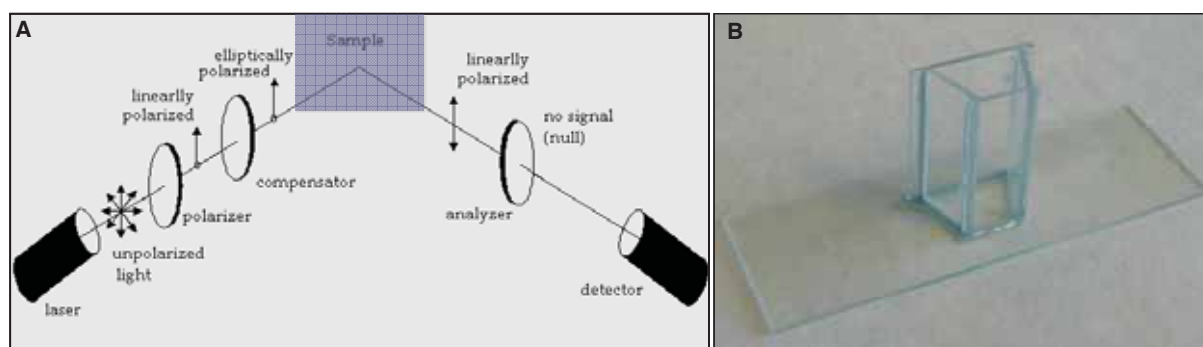 A
B
Sample
elliptically
polarized
linearlly
polarized
linearlly
polarized
no signal
(null)
compensator
polarizer
analyzer
unpolarized
light
laser
detector